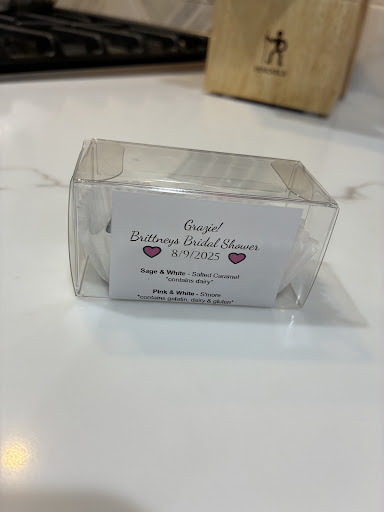 Grazie!
Brittneys Bridal Shower
8/9/2025
Sage & White - Salted Caramel
*contains dairy*
Pink & White - S'more
*contains gelatin, dairy & gluten*